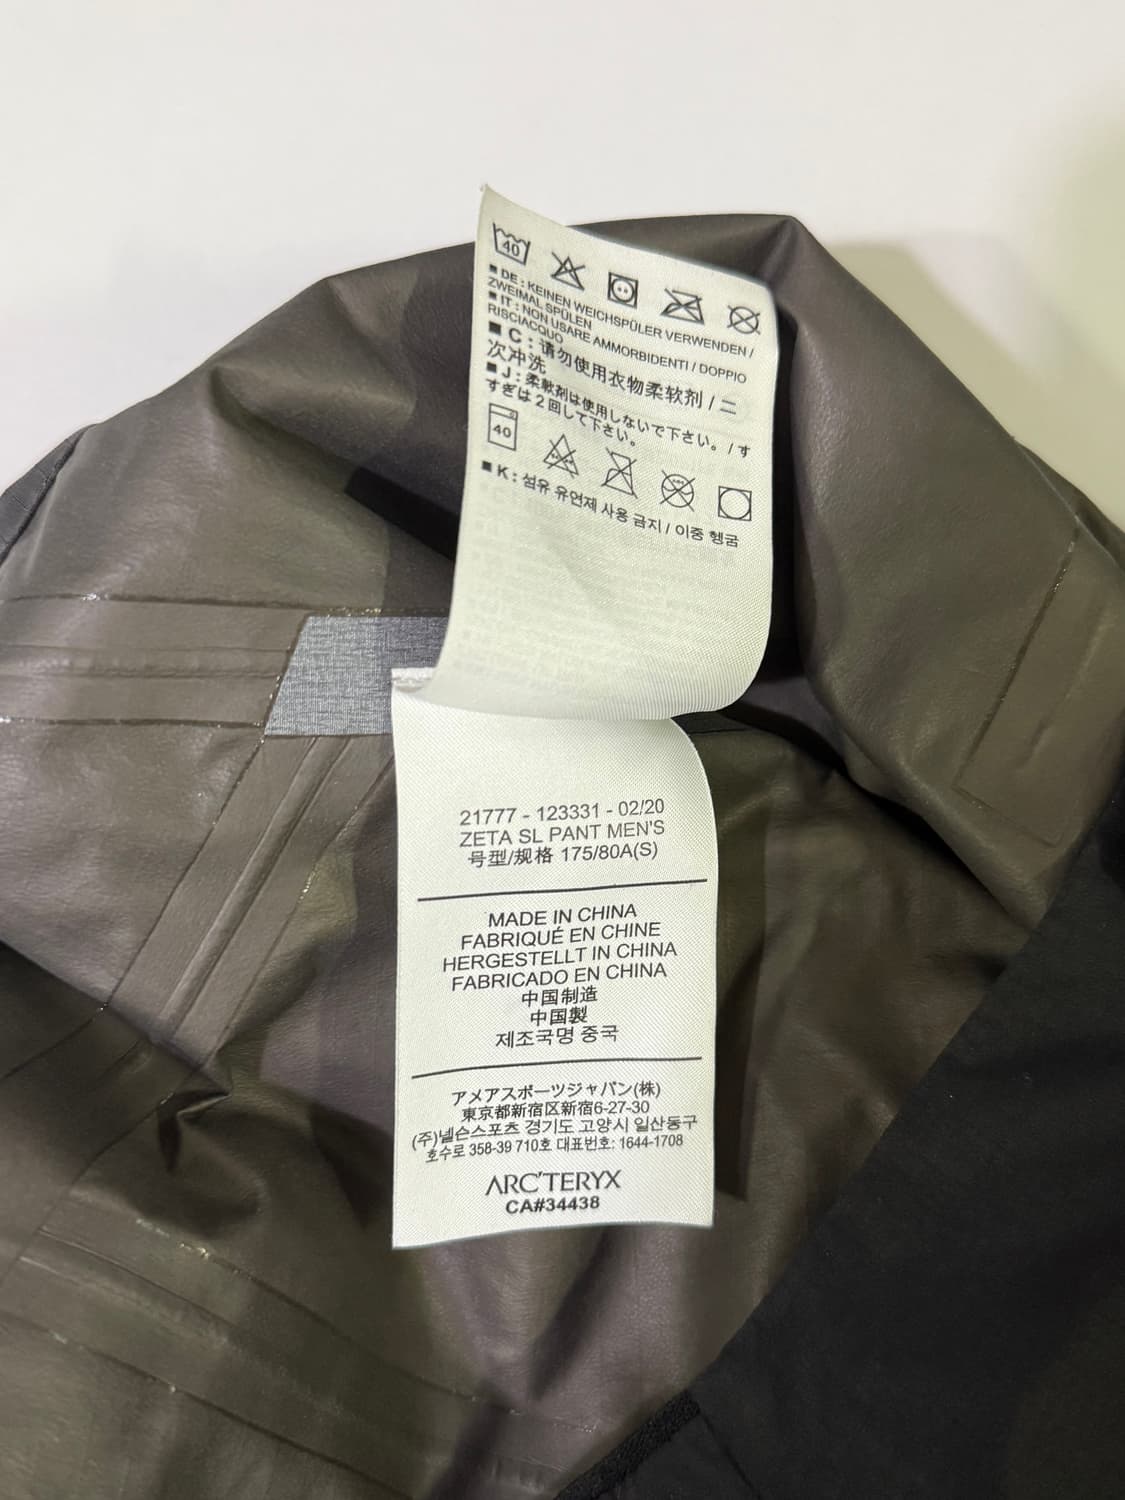 40
■ DE : KEINEN WEICHSPÜLER VERWENDEN /
ZWEIMAL SPÜLEN
■ IT : NON USARE AMMORBIDENTI / DOPPIO
RISCIACQUO
■ C : 请勿使用衣物柔软剂 / 二
次冲洗
■ J : 柔軟剤は使用しないで下さい。/ す
すぎは2回して下さい。
40
■ K : 섬유 유연제 사용 금지 / 이중 헹굼
21777 - 123331 - 02/20
ZETA SL PANT MEN'S
号型/规格 175/80A(S)
MADE IN CHINA
FABRIQUÉ EN CHINE
HERGESTELLT IN CHINA
FABRICADO EN CHINA
中国制造
中国製
제조국명 중국
アメアスポーツジャパン(株)
東京都新宿区新宿6-27-30
(주)넬슨스포츠 경기도 고양시 일산동구
호수로 358-39 710호 대표번호: 1644-1708
ARC'TERYX
CA#34438